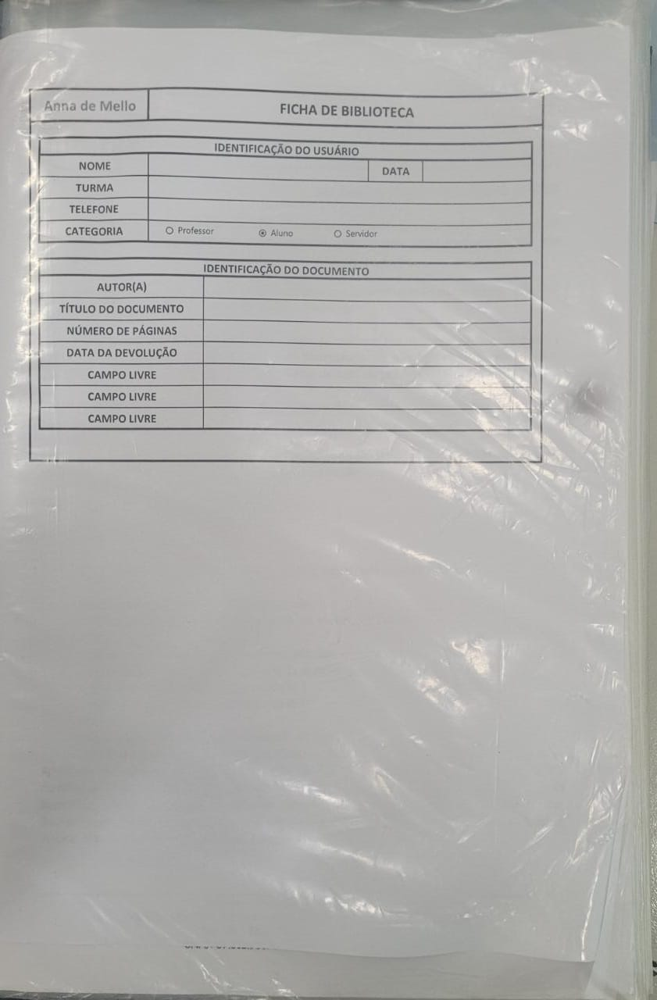 Anna de Mello FICHA DE BIBLIOTECA
IDENTIFICAÇÃO DO USUÁRIO
NOME DATA
TURMA
TELEFONE
CATEGORIA Professor Aluno Servidor
IDENTIFICAÇÃO DO DOCUMENTO
AUTOR(A)
TÍTULO DO DOCUMENTO
NÚMERO DE PÁGINAS
DATA DA DEVOLUÇÃO
CAMPO LIVRE
CAMPO LIVRE
CAMPO LIVRE